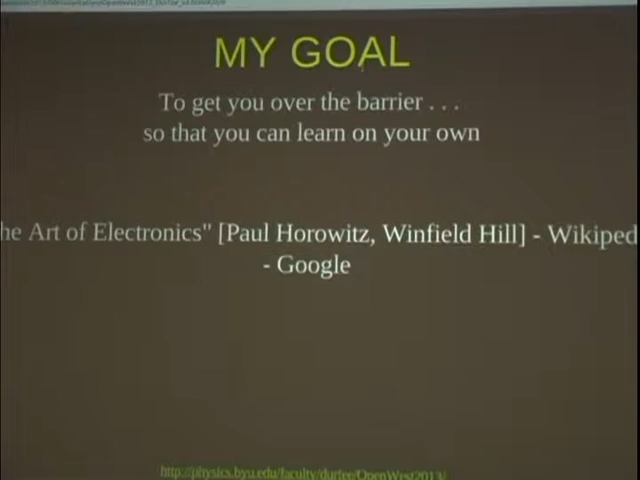 MY GOAL
To get you over the barrier . . .
so that you can learn on your own
he Art of Electronics" [Paul Horowitz, Winfield Hill] - Wikiped
- Google
http://physics.byu.edu/faculty/durfee/OpenWest2013/